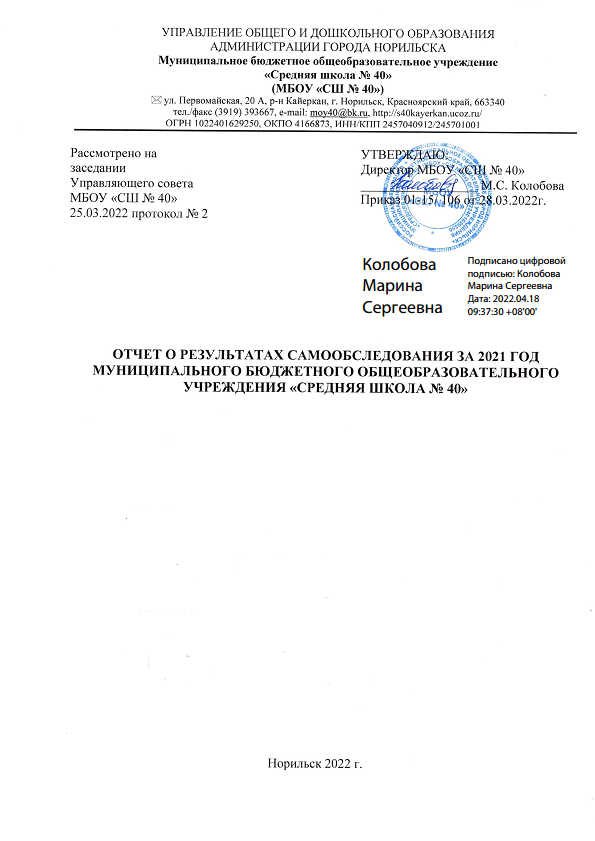 УПРАВЛЕНИЕ ОБЩЕГО И ДОШКОЛЬНОГО ОБРАЗОВАНИЯ
АДМИНИСТРАЦИИ ГОРОДА НОРИЛЬСКА
Муниципальное бюджетное общеобразовательное учреждение
«Средняя школа № 40»
(МБОУ «СШ № 40»)
✉ ул. Первомайская, 20 А, р-н Кайеркан, г. Норильск, Красноярский край, 663340
тел./факс (3919) 393667, e-mail: moy40@bk.ru, http://s40kayerkan.ucoz.ru/
ОГРН 1022401629250, ОКПО 4166873, ИНН/КПП 2457040912/245701001
Рассмотрено на
заседании
Управляющего совета
МБОУ «СШ № 40»
25.03.2022 протокол № 2
УТВЕРЖДАЮ:
Директор МБОУ «СШ № 40»
М.С. Колобова
Приказ 01-15/ 106 от 28.03.2022г.
Колобова
Марина
Сергеевна
Подписано цифровой
подписью: Колобова
Марина Сергеевна
Дата: 2022.04.18
09:37:30 +08'00'
ОТЧЕТ О РЕЗУЛЬТАТАХ САМООБСЛЕДОВАНИЯ ЗА 2021 ГОД
МУНИЦИПАЛЬНОГО БЮДЖЕТНОГО ОБЩЕОБРАЗОВАТЕЛЬНОГО
УЧРЕЖДЕНИЯ «СРЕДНЯЯ ШКОЛА № 40»
Норильск 2022 г.